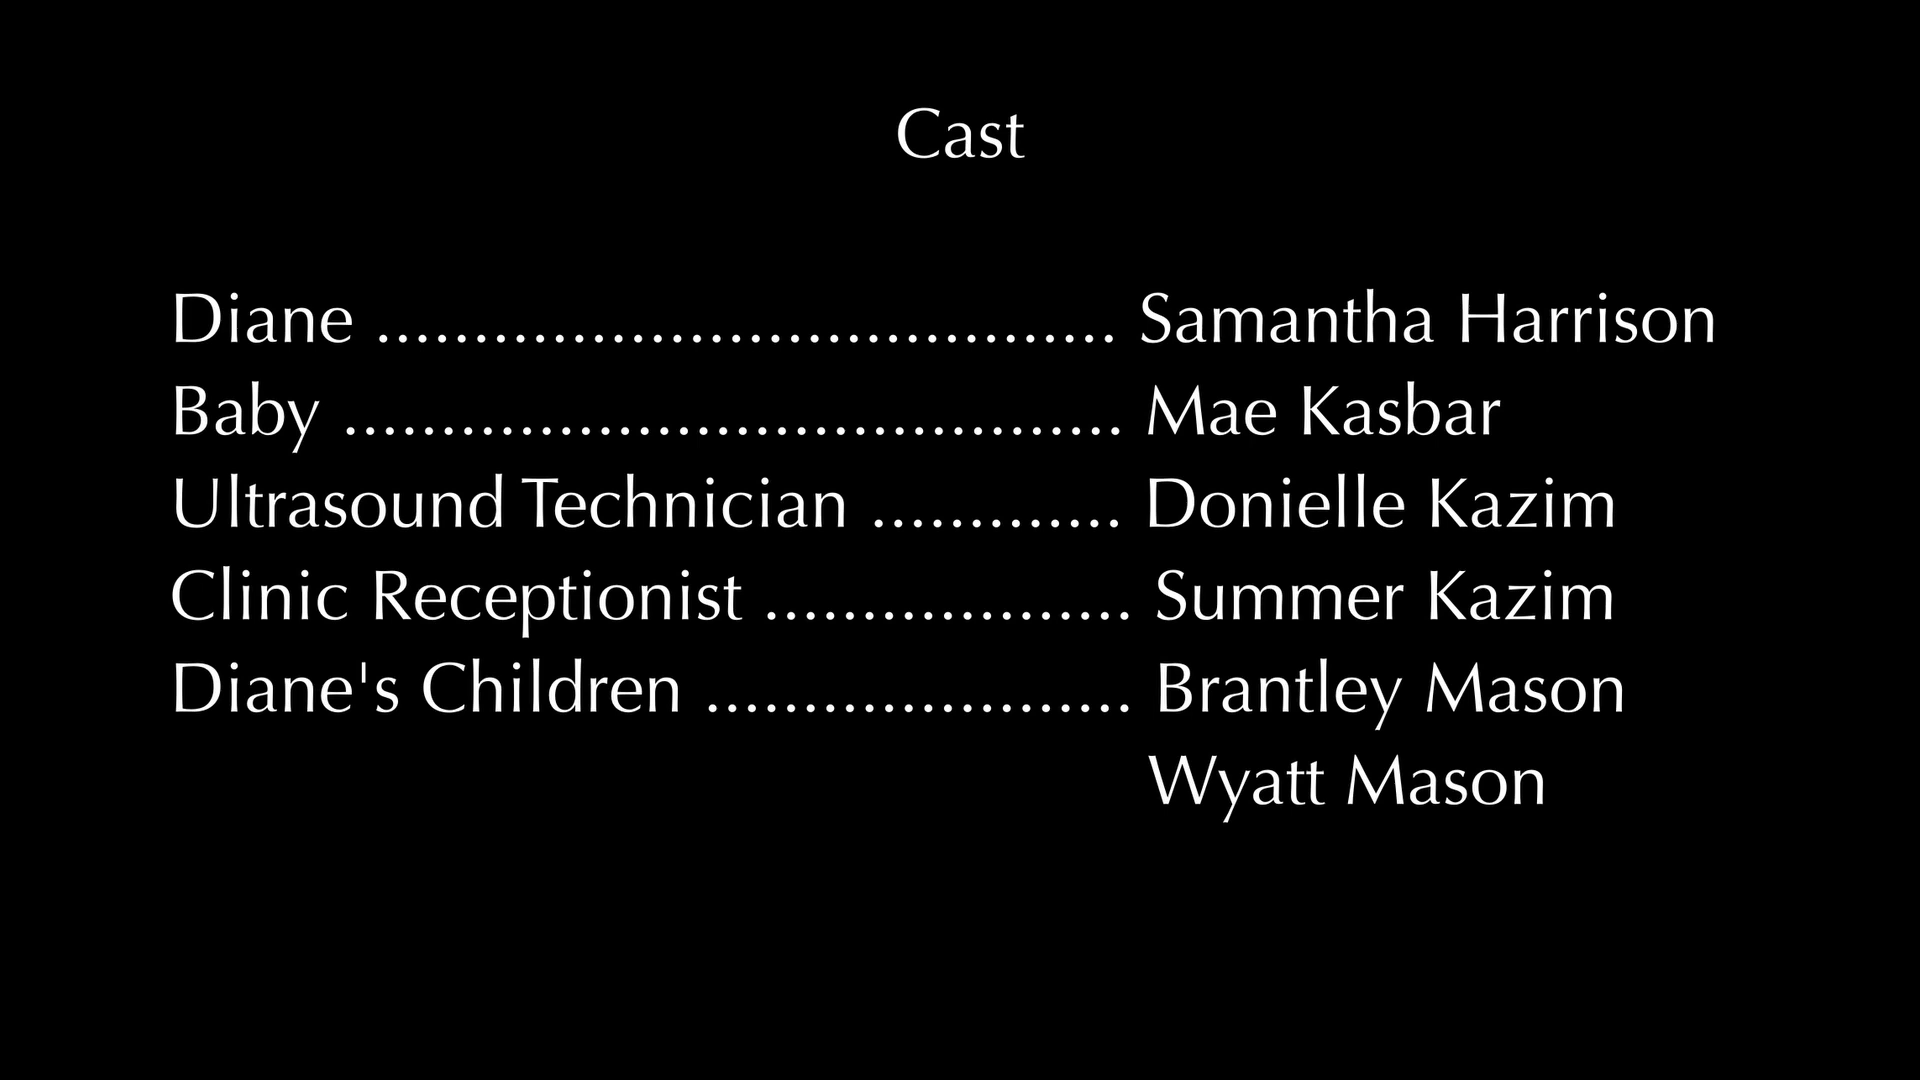 Cast
Diane ...................................... Samantha Harrison
Baby ........................................ Mae Kasbar
Ultrasound Technician ............. Donielle Kazim
Clinic Receptionist ................... Summer Kazim
Diane's Children ...................... Brantley Mason
Wyatt Mason